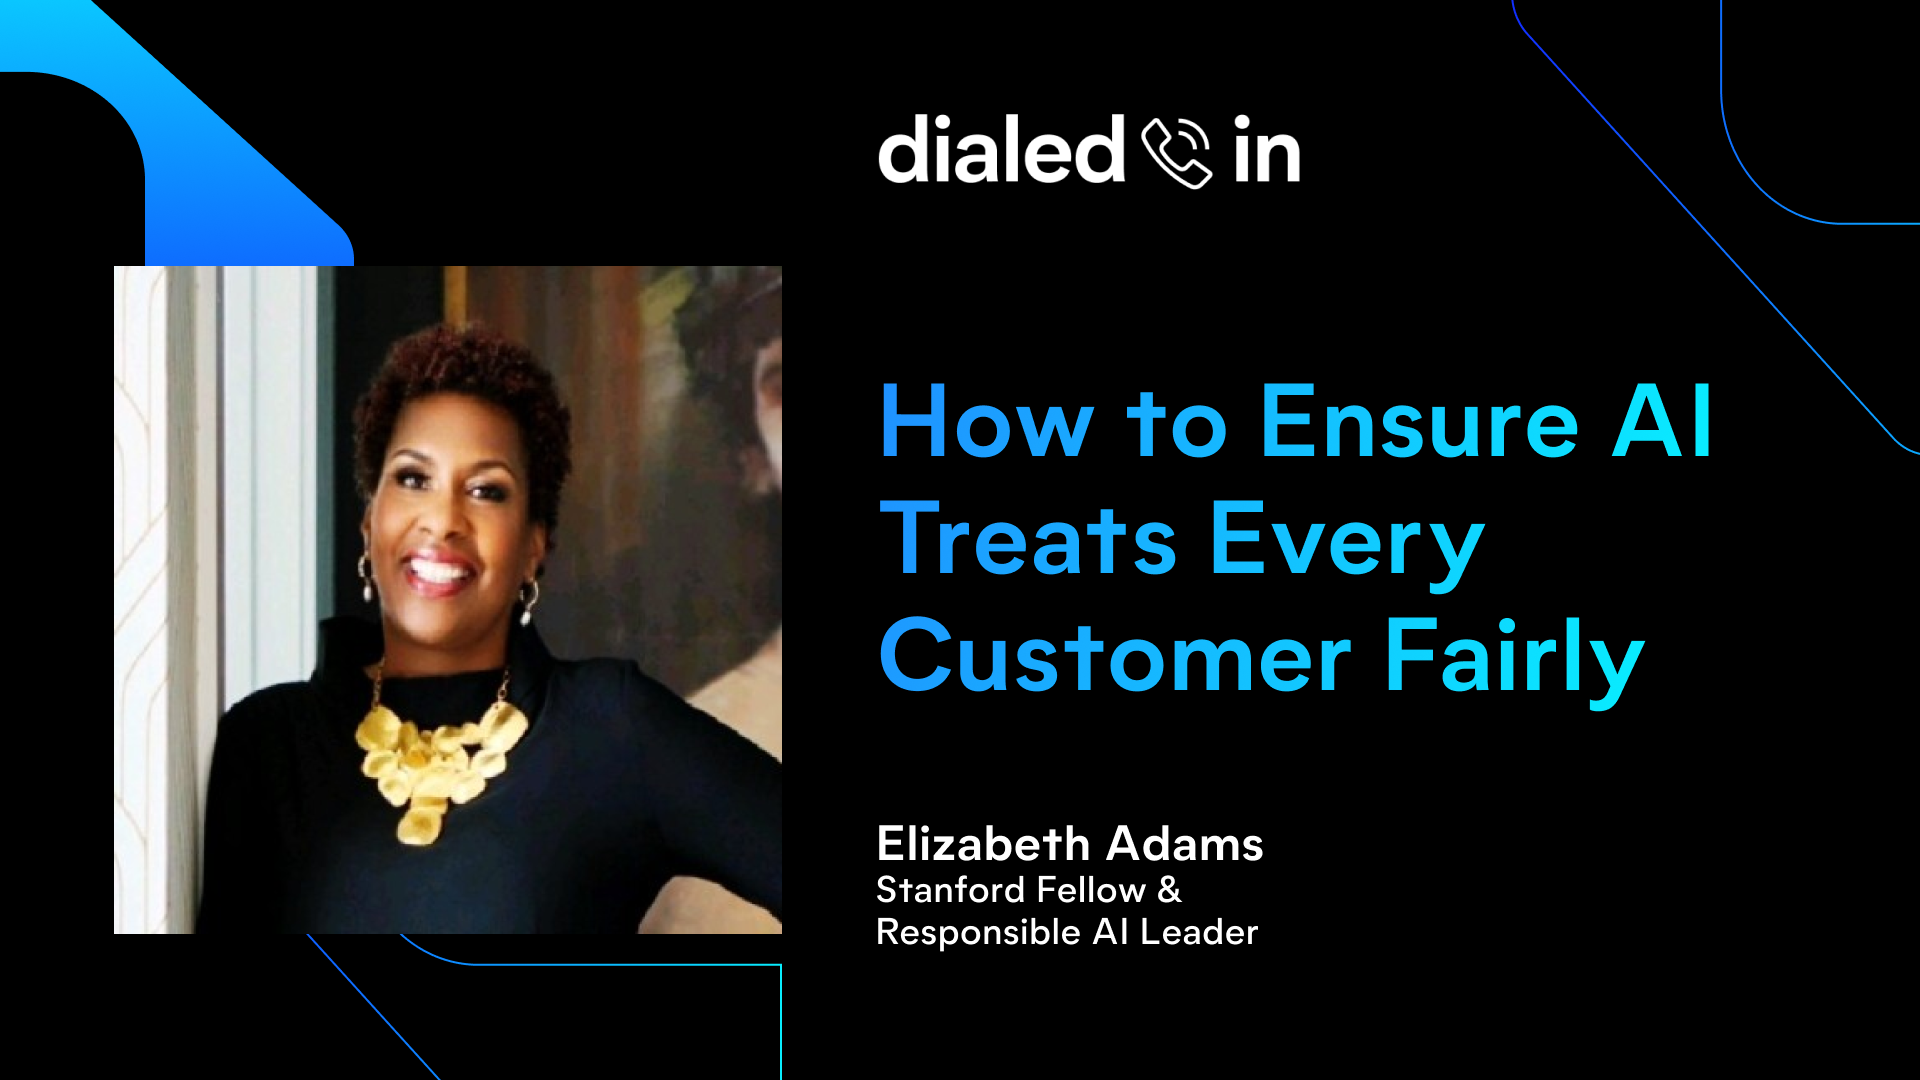 dialed in
How to Ensure AI
Treats Every
Customer Fairly
Elizabeth Adams
Stanford Fellow &
Responsible AI Leader